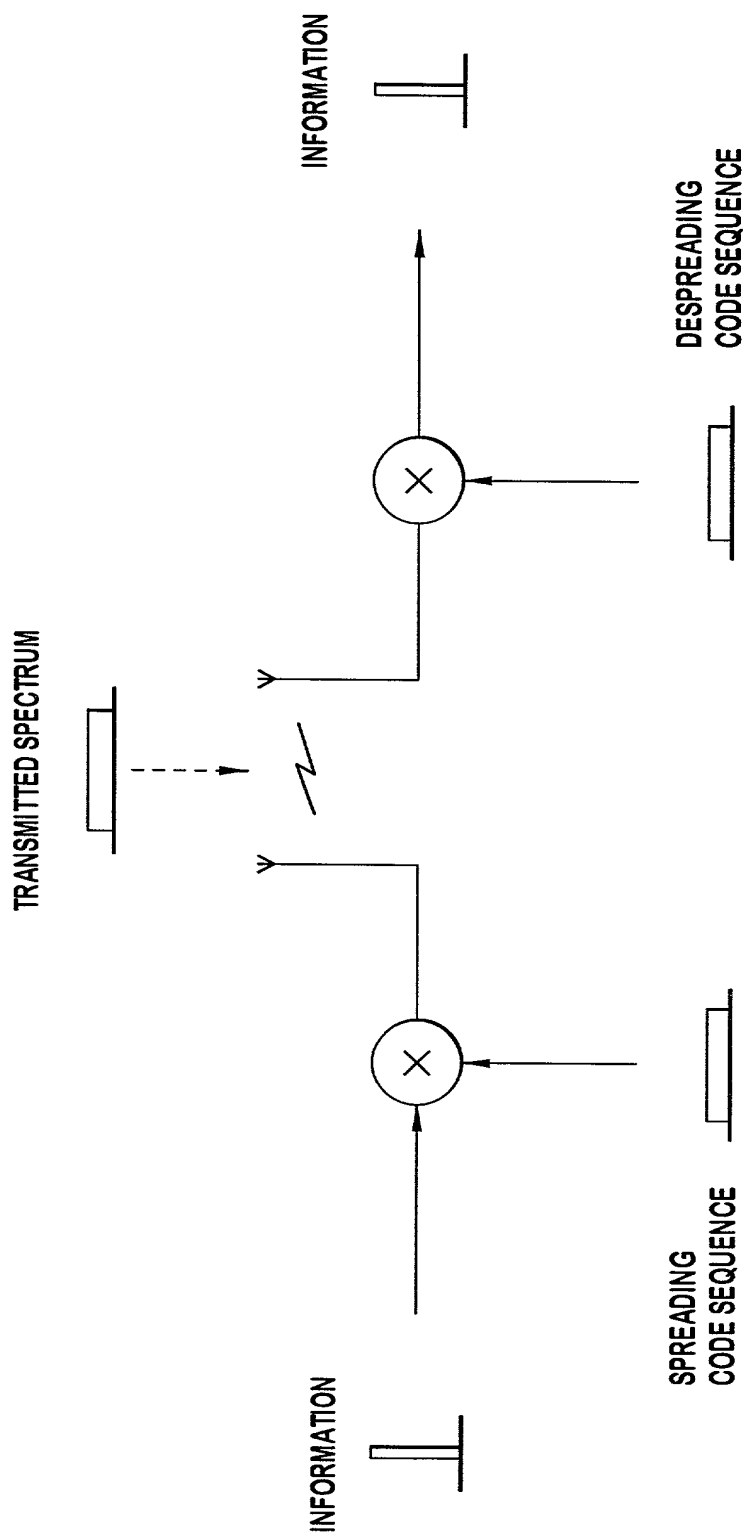 TRANSMITTED SPECTRUM
INFORMATION
INFORMATION
SPREADING
CODE SEQUENCE
DESPREADING
CODE SEQUENCE